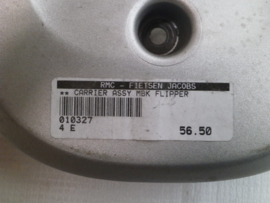 RMC - FIETSEN JACOBS
** CARRIER ASSY MBK FLIPPER
010327
4 E 56.50